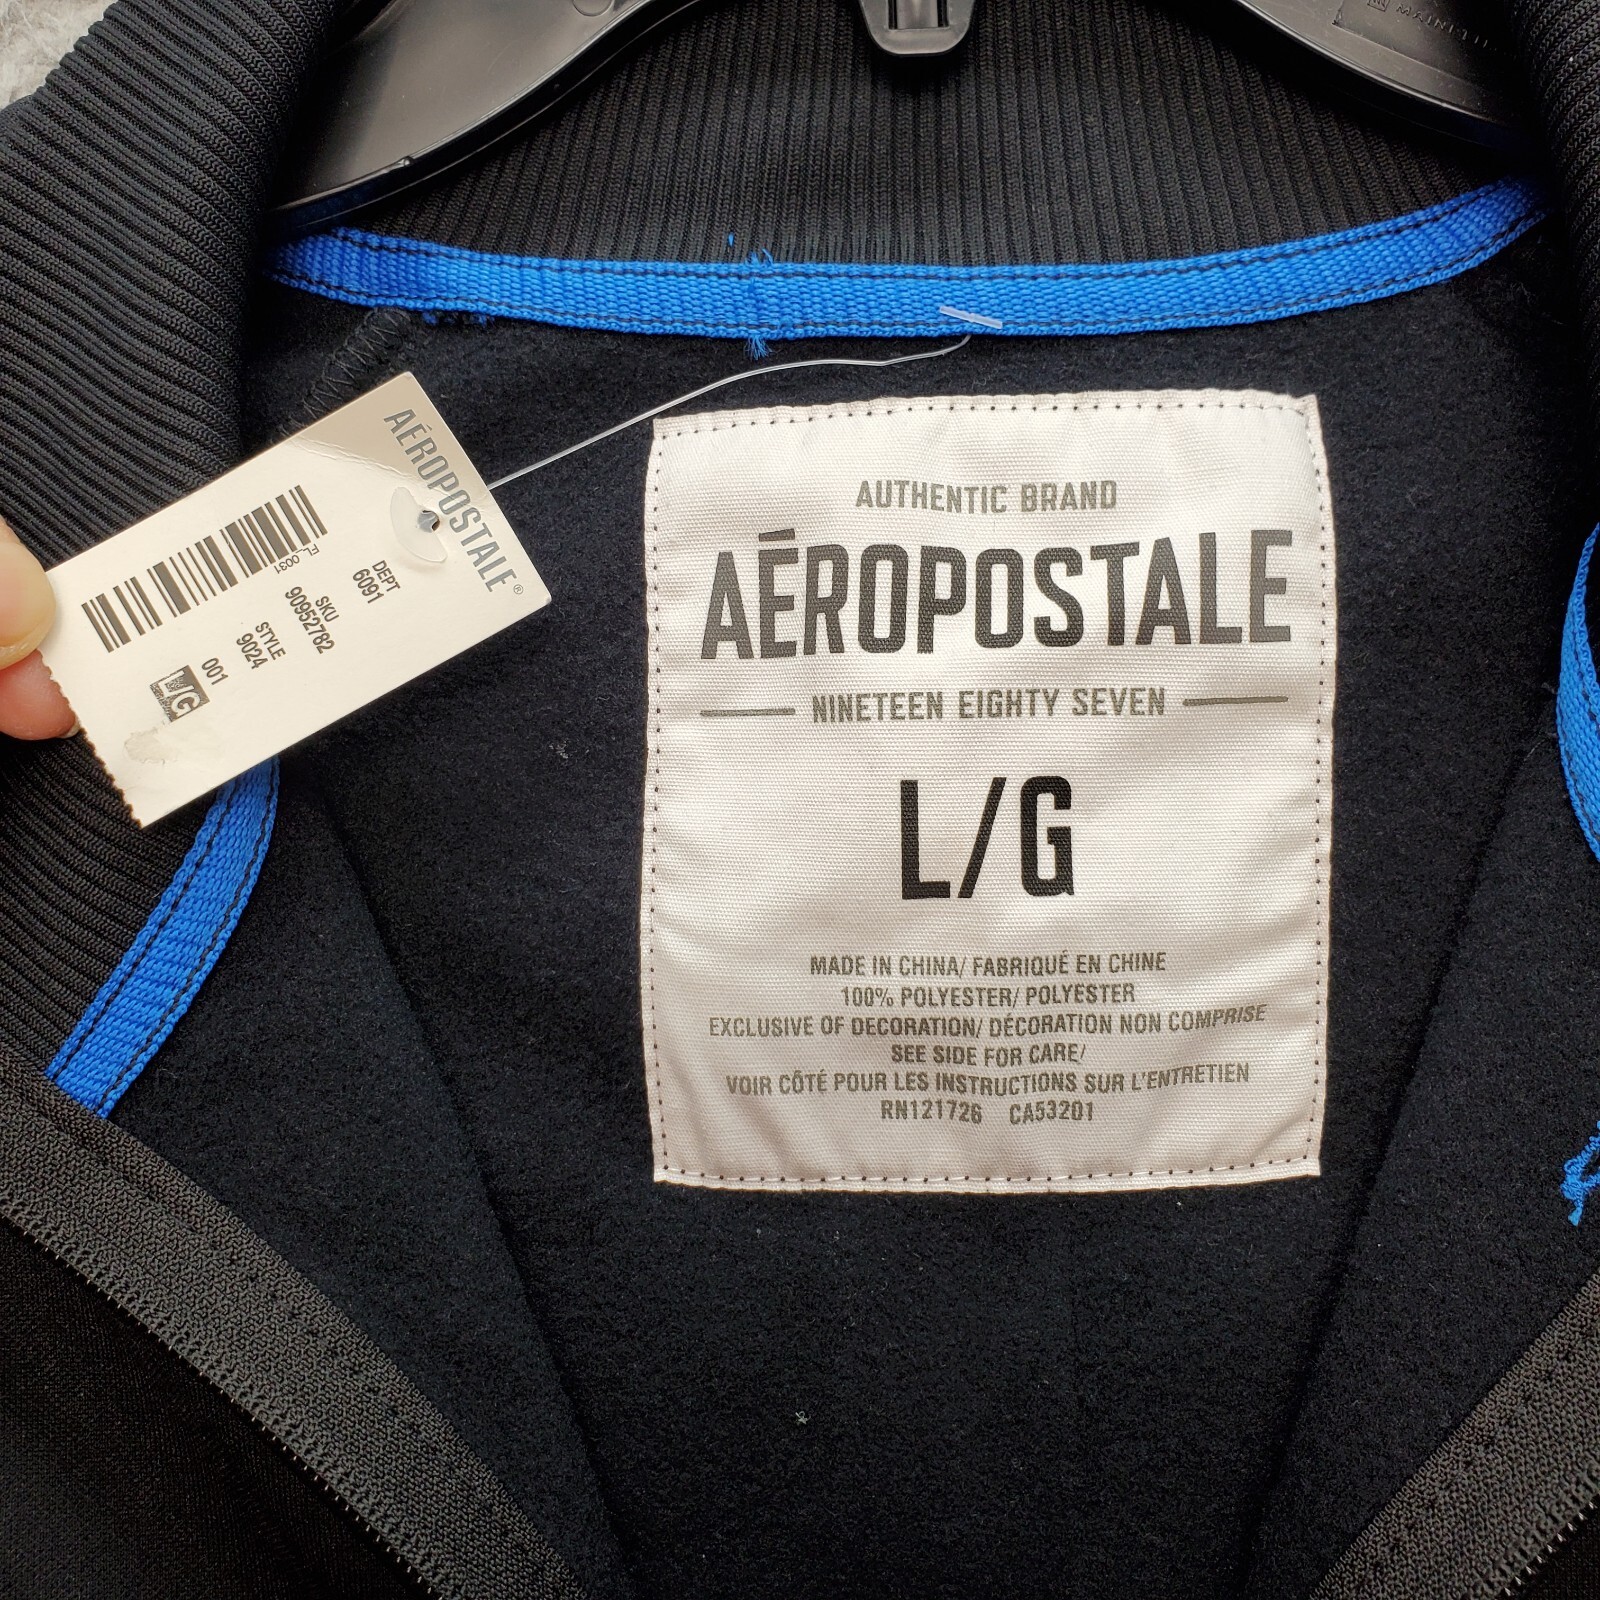 AÉROPOSTALE®
EL_0031
DEPT
6091
SKU
90952782
STYLE
9024
001
L/G
AUTHENTIC BRAND
AÉROPOSTALE
NINETEEN EIGHTY SEVEN
L/G
MADE IN CHINA/ FABRIQUÉ EN CHINE
100% POLYESTER/ POLYESTER
EXCLUSIVE OF DECORATION/ DÉCORATION NON COMPRISE
SEE SIDE FOR CARE/
VOIR CÔTÉ POUR LES INSTRUCTIONS SUR L'ENTRETIEN
RN121726 CA53201